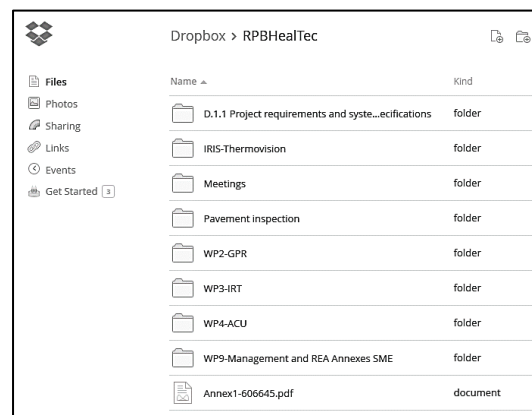 Dropbox > RPBHealTec
Files
Photos
Sharing
Links
Events
Get Started 3
Name Kind
D.1.1 Project requirements and syste...ecifications folder
IRIS-Thermovision folder
Meetings folder
Pavement inspection folder
WP2-GPR folder
WP3-IRT folder
WP4-ACU folder
WP9-Management and REA Annexes SME folder
Annex1-606645.pdf document